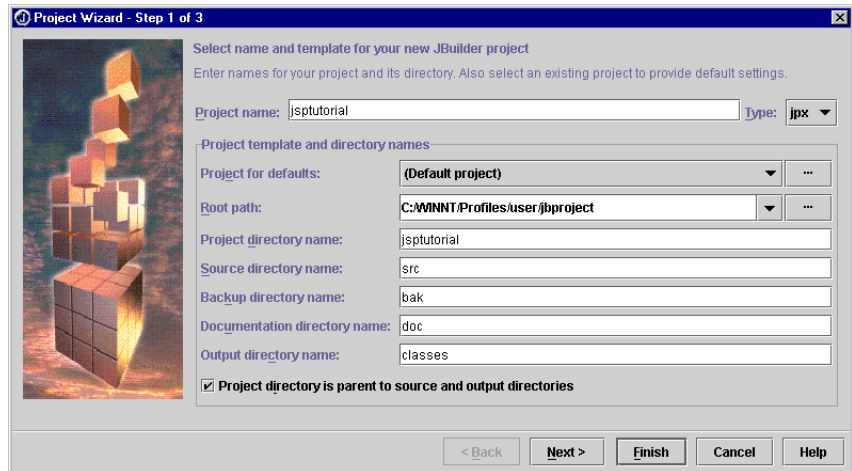 Project Wizard - Step 1 of 3
Select name and template for your new JBuilder project
Enter names for your project and its directory. Also select an existing project to provide default settings.
Project name: jsptutorial Type: jpx
Project template and directory names
Project for defaults: (Default project) ...
Root path: C:/WINNT/Profiles/user/jbproject ...
Project directory name: jsptutorial
Source directory name: src
Backup directory name: bak
Documentation directory name: doc
Output directory name: classes
Project directory is parent to source and output directories
< Back Next > Finish Cancel Help